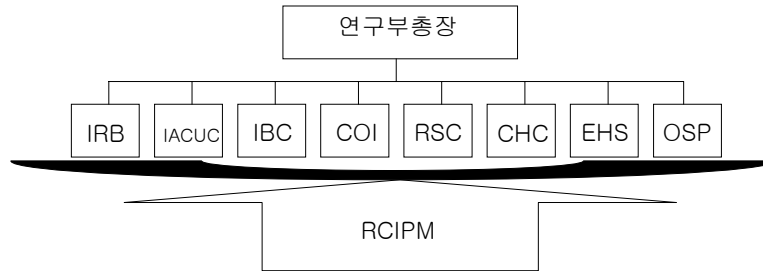 연구부총장
IRB IACUC IBC COI RSC CHC EHS OSP
RCIPM